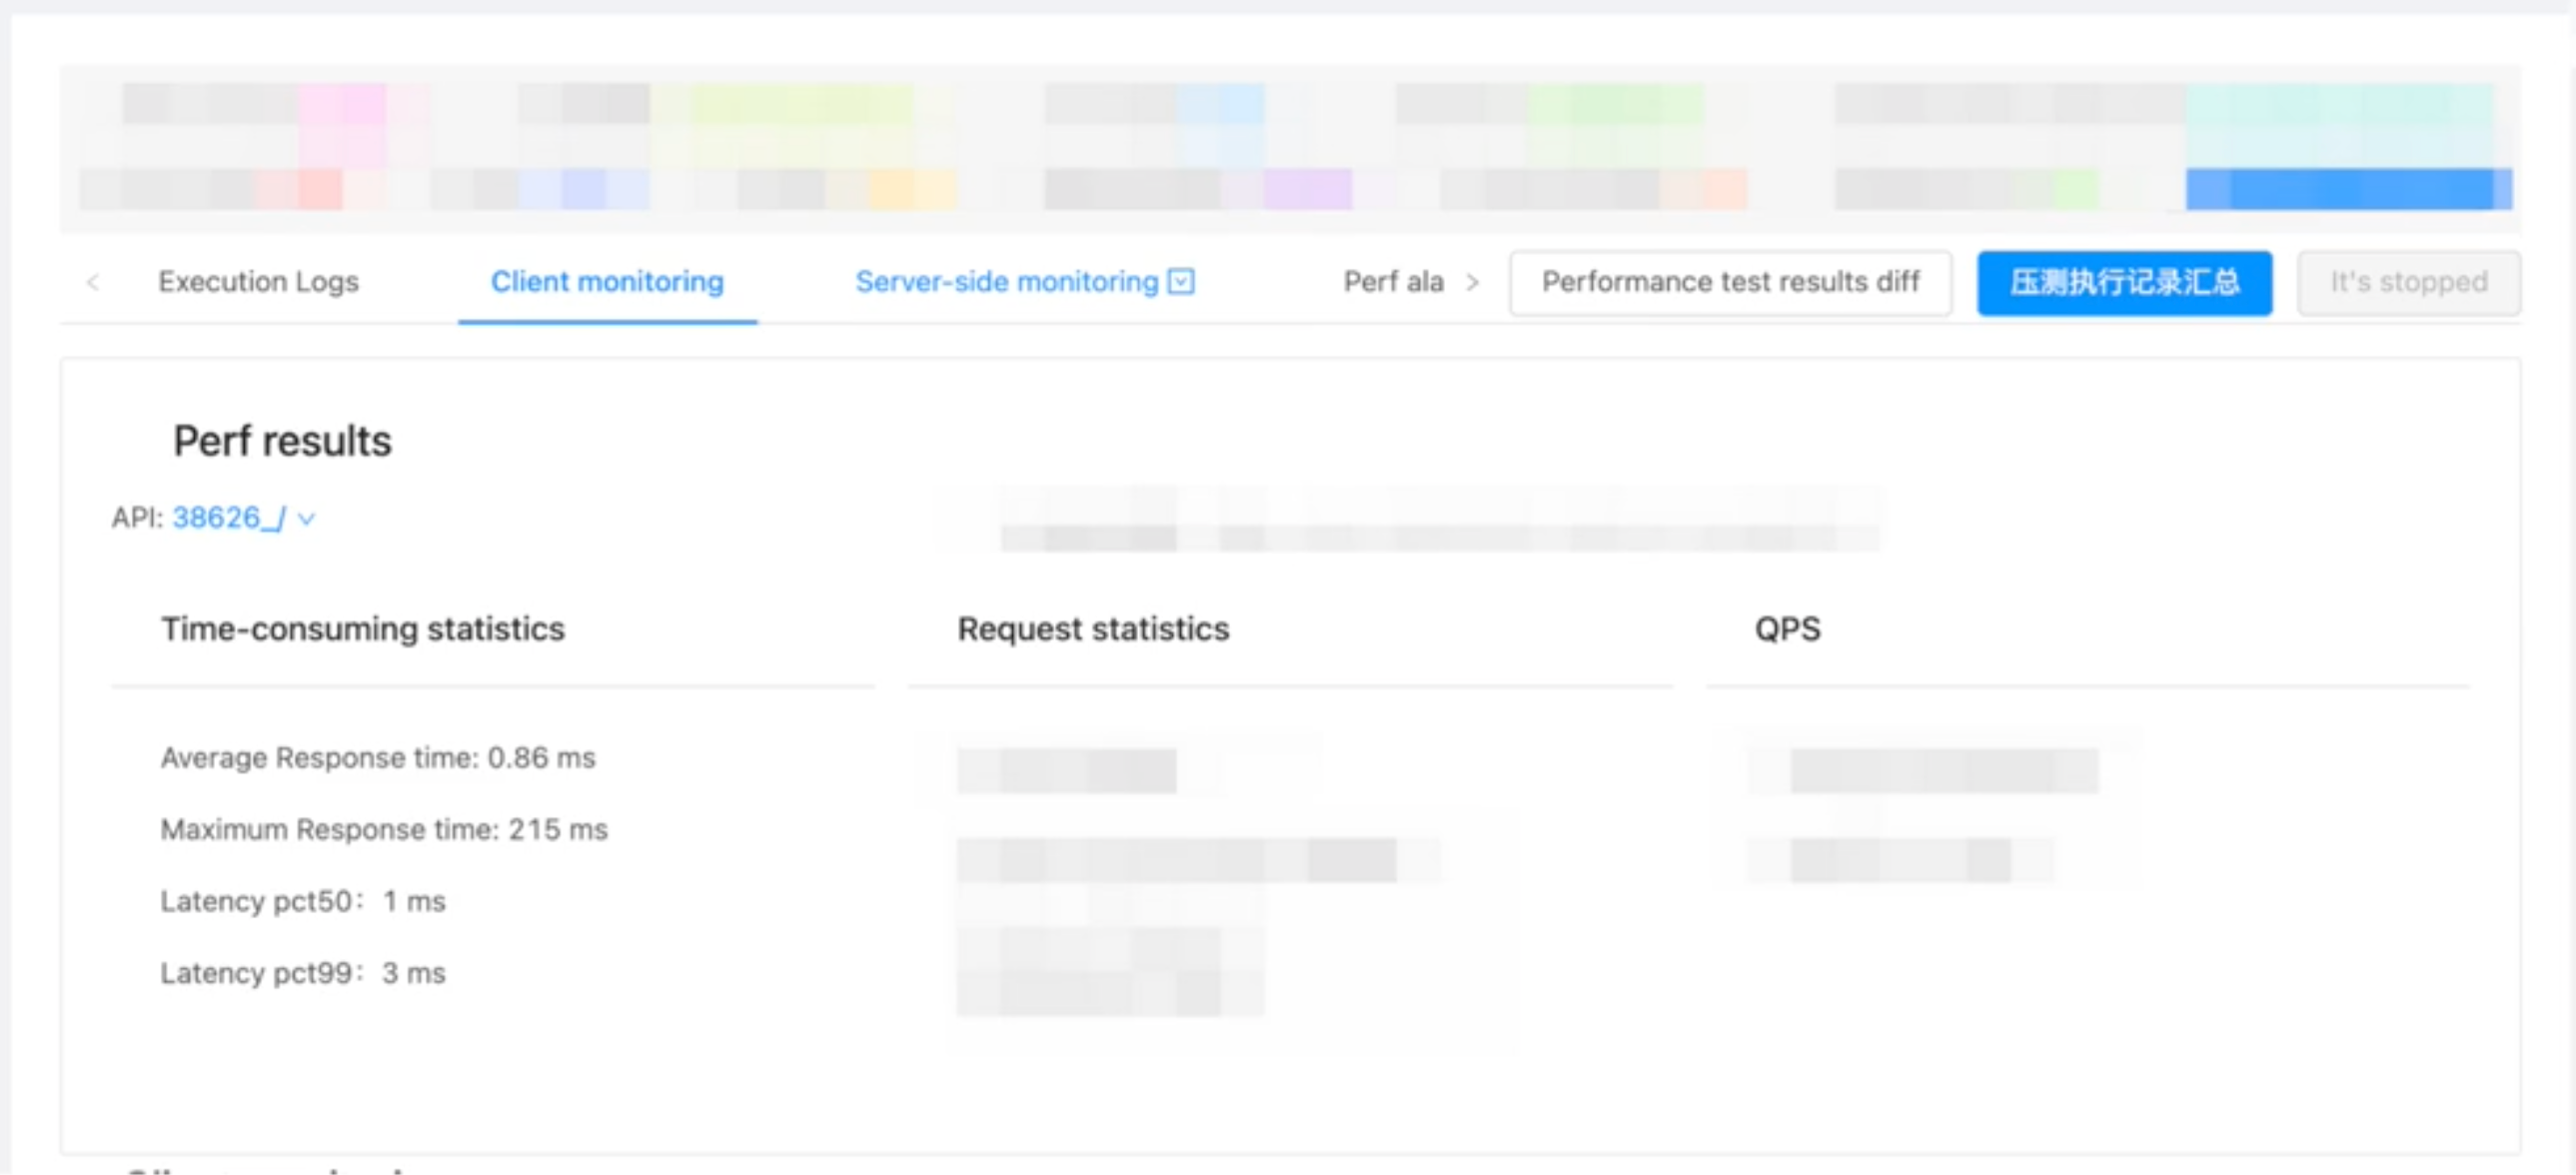 < Execution Logs Client monitoring Server-side monitoring Perf ala > Performance test results diff 压测执行记录汇总 It's stopped
Perf results
API: 38626_/
Time-consuming statistics Request statistics QPS
Average Response time: 0.86 ms
Maximum Response time: 215 ms
Latency pct50： 1 ms
Latency pct99： 3 ms